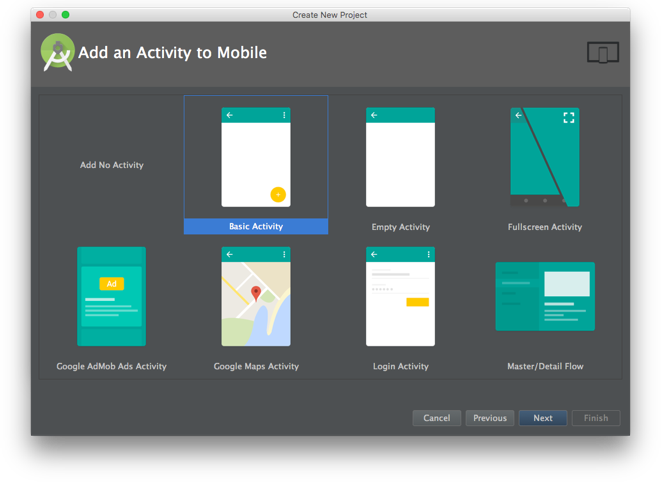 Create New Project
Add an Activity to Mobile
Add No Activity
Basic Activity
Empty Activity
Fullscreen Activity
Ad
Google AdMob Ads Activity
Google Maps Activity
Login Activity
Master/Detail Flow
Cancel
Previous
Next
Finish